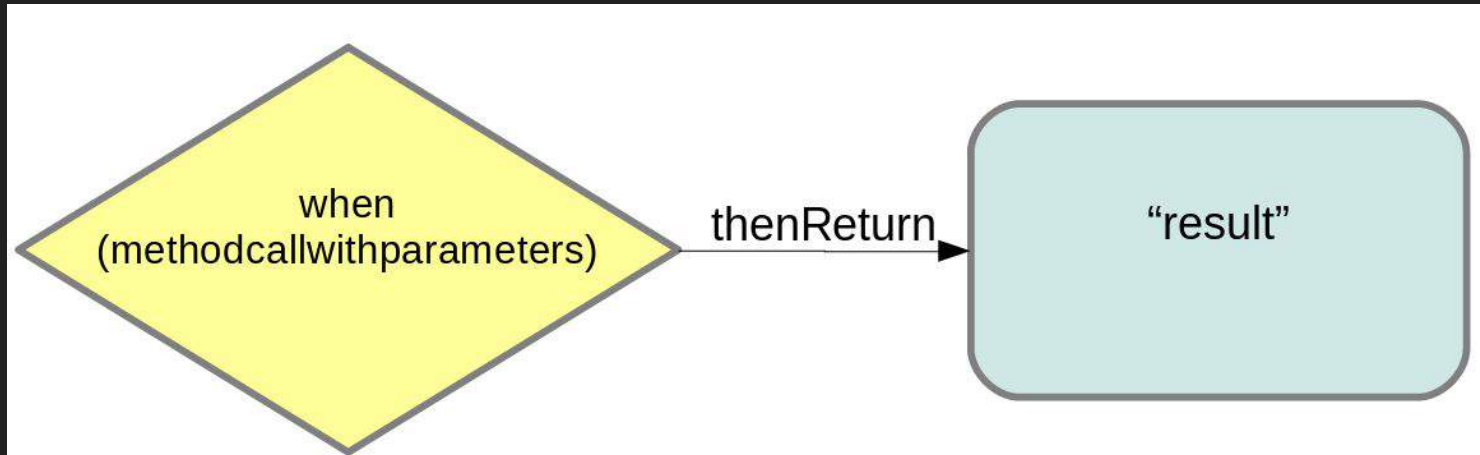 when
(methodcallwithparameters)
thenReturn
“result”